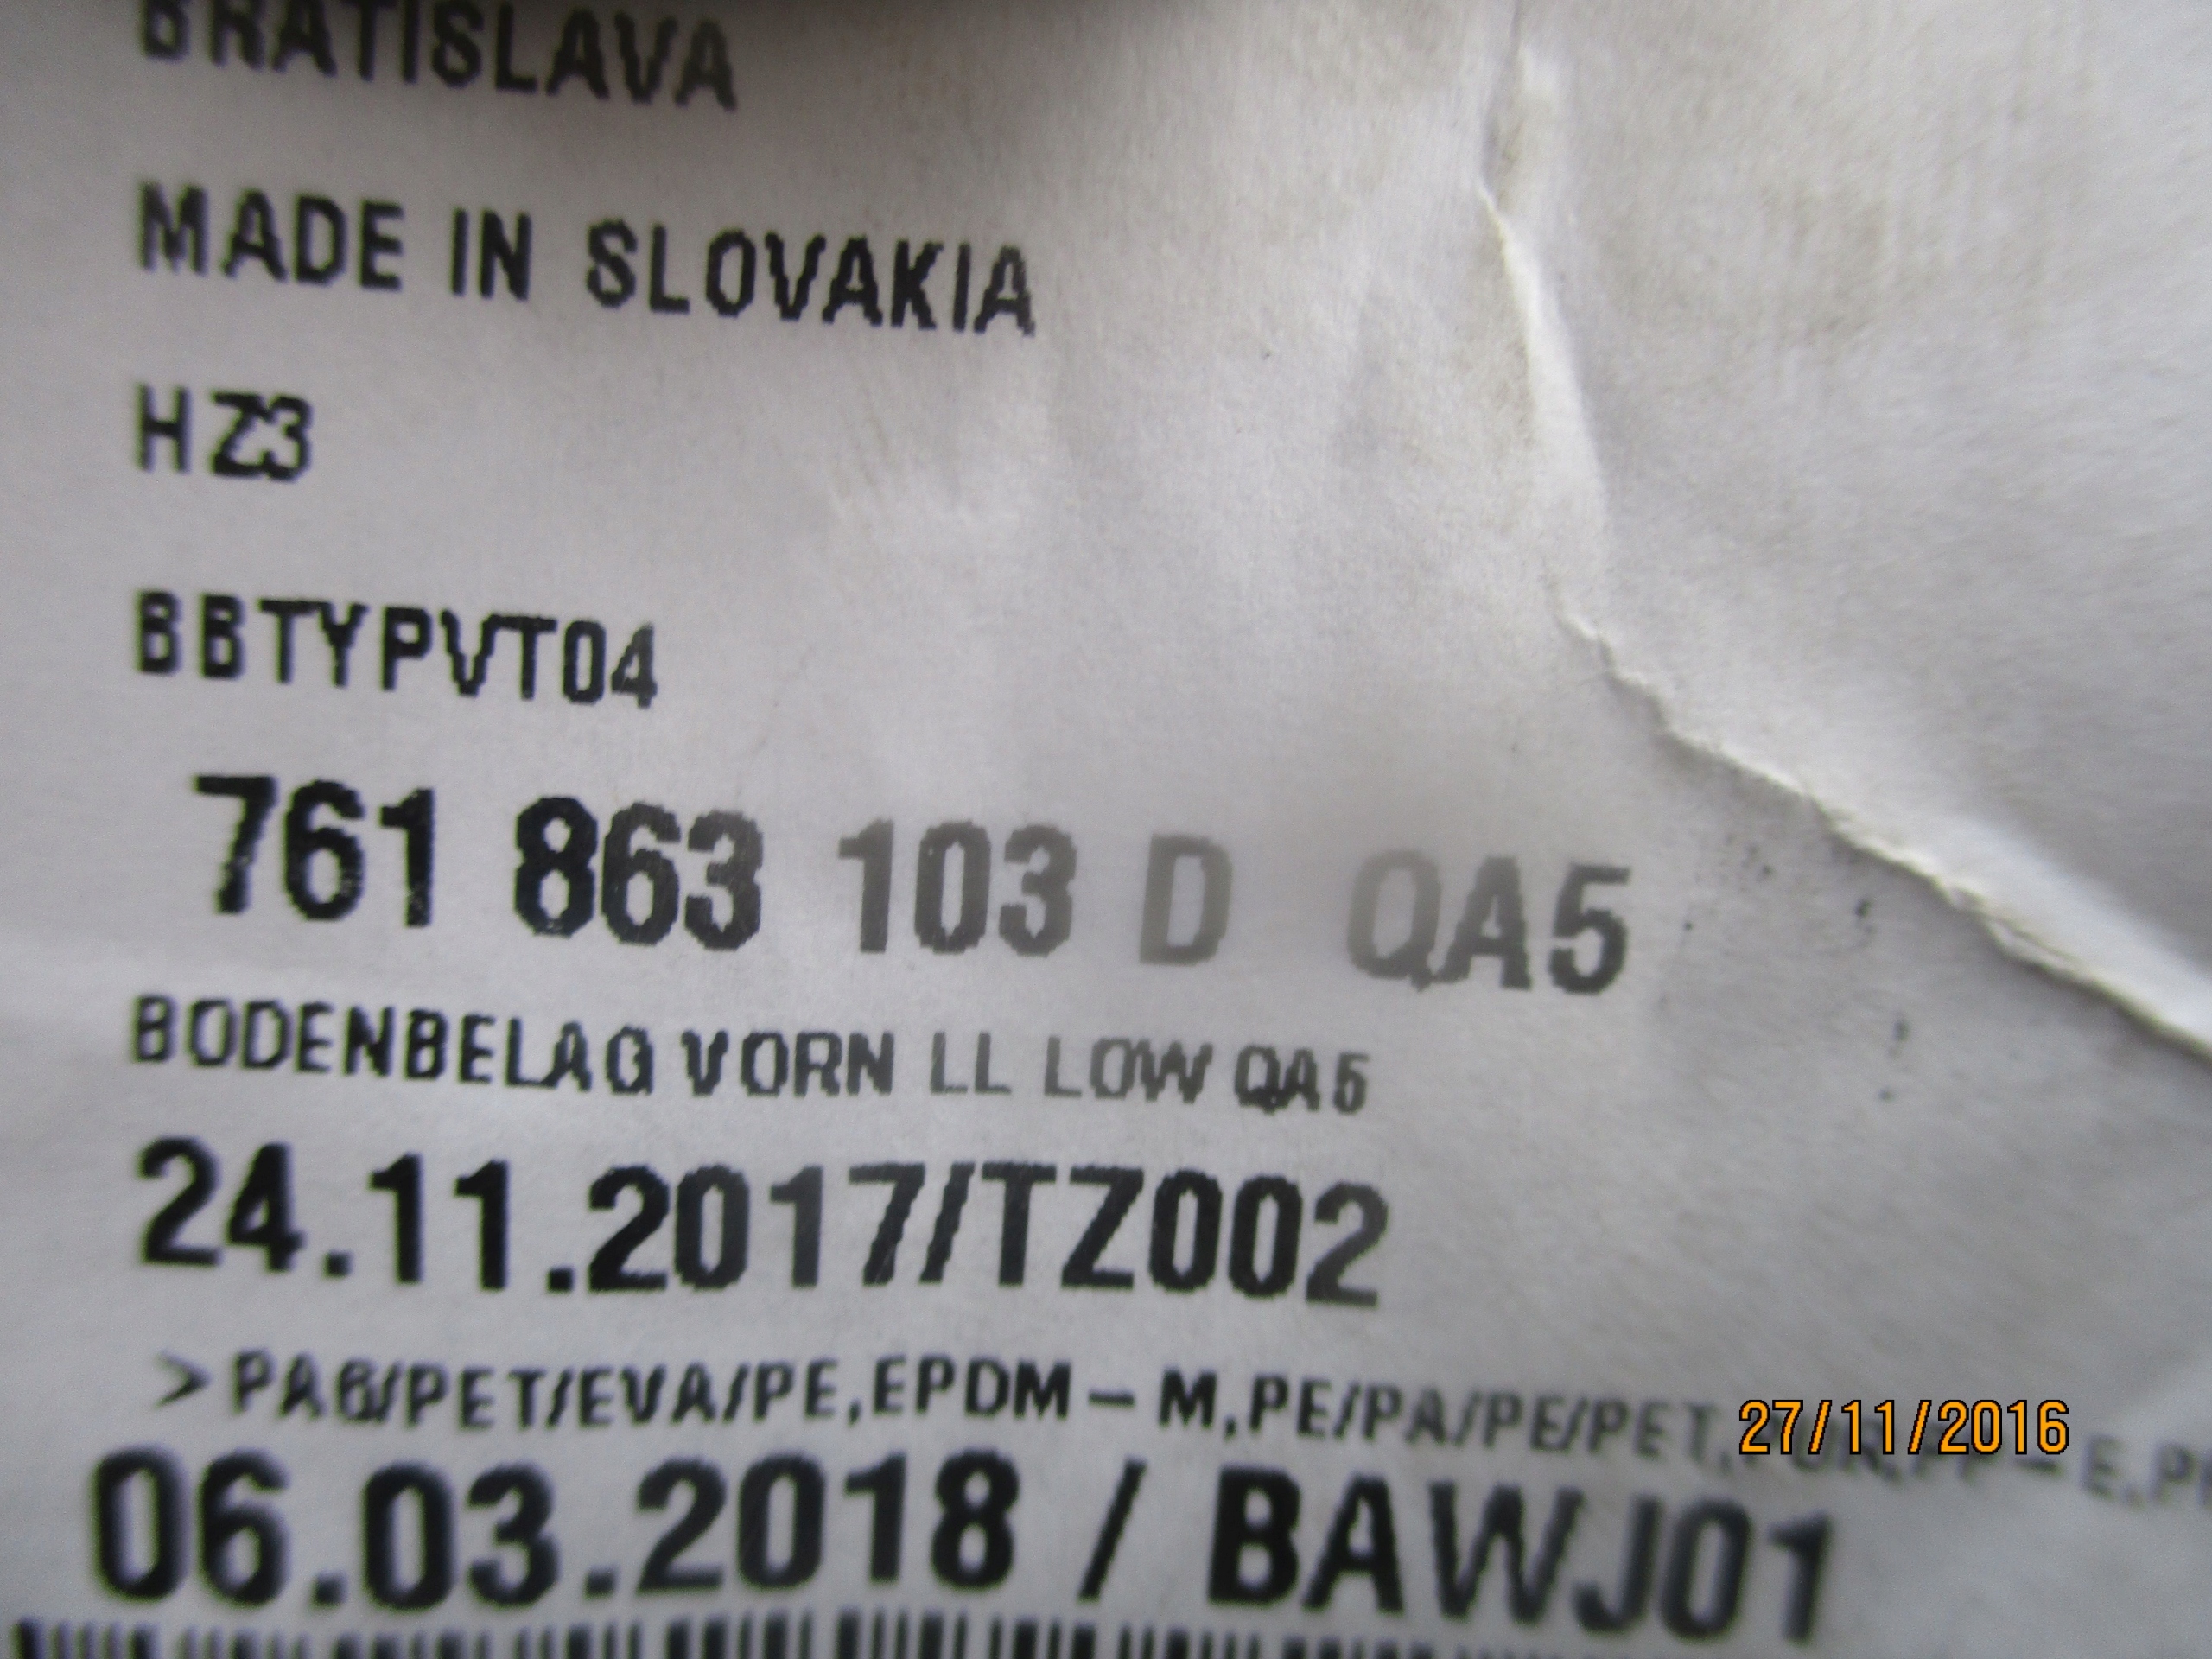 BRATISLAVA
MADE IN SLOVAKIA
HZ3
BBTYPVT04
761 863 103 D QA5
BODENBELAG VORN LL LOW QA5
24.11.2017/TZ002
>PA6/PET/EVA/PE,EPDM-M,PE/PA/PE/PET,
27/11/2016
06.03.2018 / BAWJ01